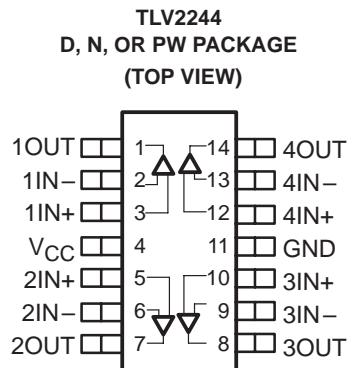 TLV2244
D, N, OR PW PACKAGE
(TOP VIEW)
1OUT 1 14 4OUT
1IN− 2 13 4IN−
1IN+ 3 12 4IN+
VCC 4 11 GND
2IN+ 5 10 3IN+
2IN− 6 9 3IN−
2OUT 7 8 3OUT